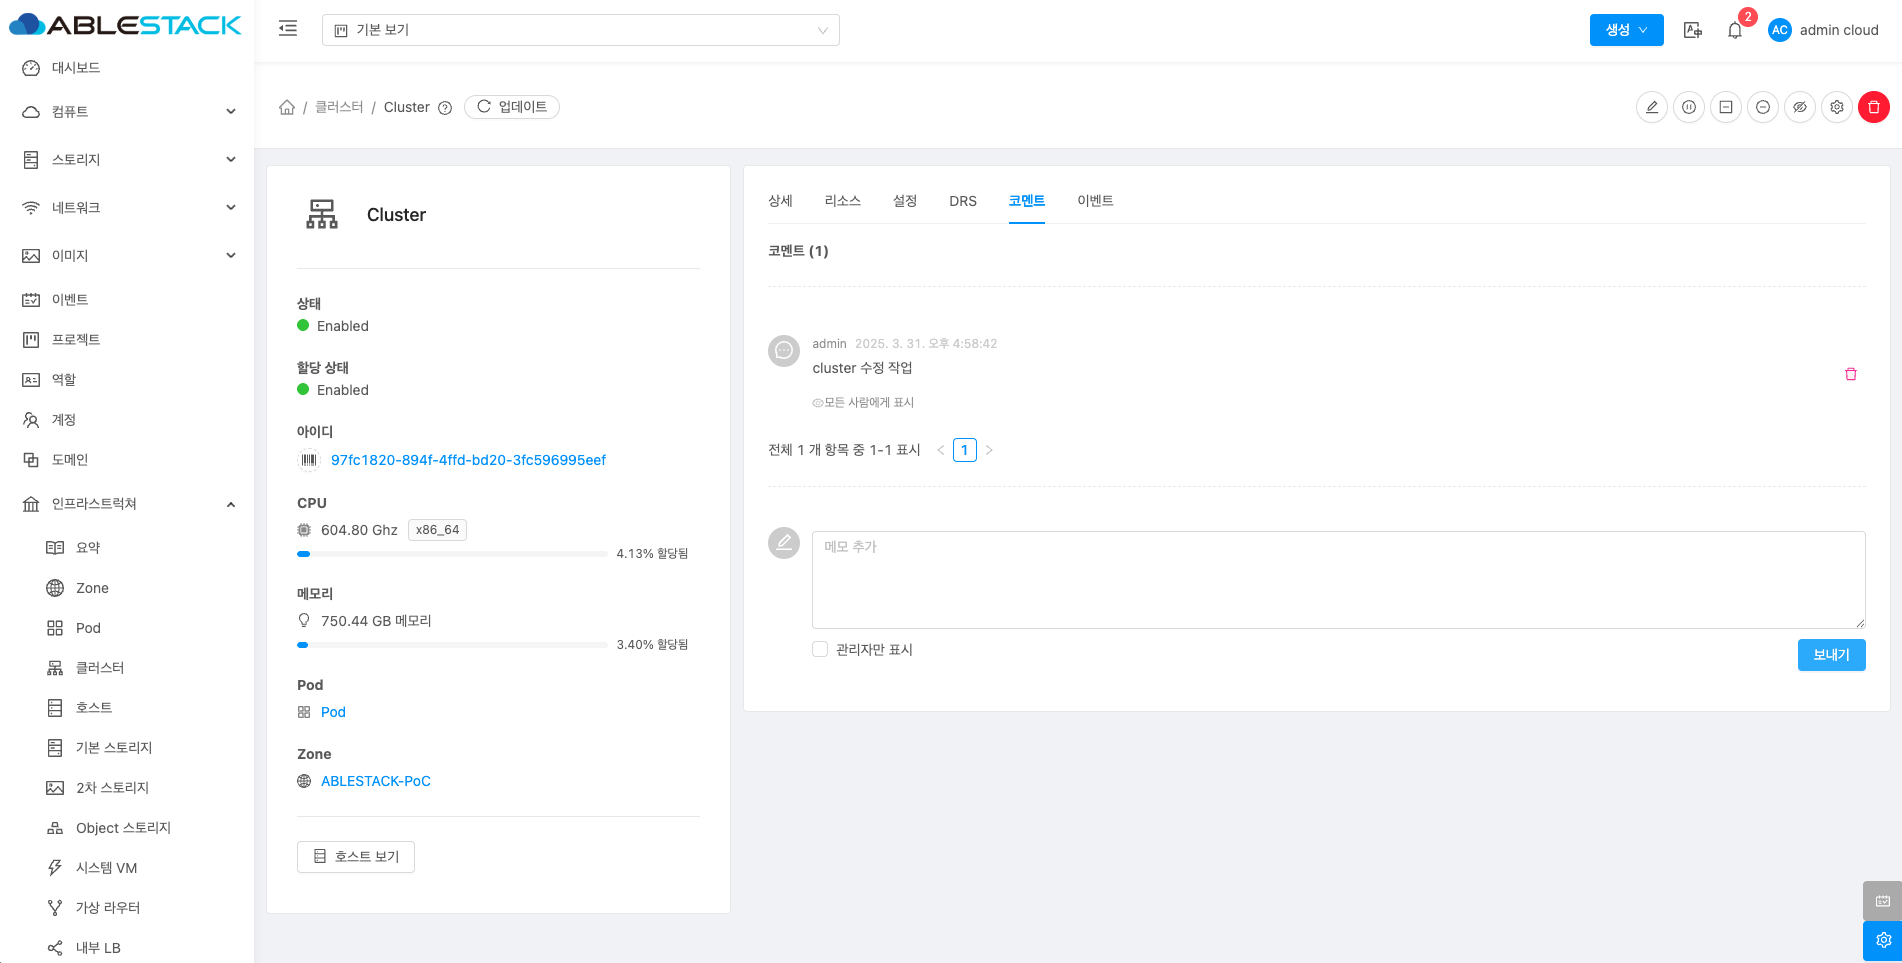 ABLESTACK
기본 보기
생성
2
AC
admin cloud
대시보드
컴퓨트
스토리지
네트워크
이미지
이벤트
프로젝트
역할
계정
도메인
인프라스트럭쳐
요약
Zone
Pod
클러스터
호스트
기본 스토리지
2차 스토리지
Object 스토리지
시스템 VM
가상 라우터
내부 LB
/ 클러스터 / Cluster
업데이트
Cluster
상태
Enabled
할당 상태
Enabled
아이디
97fc1820-894f-4ffd-bd20-3fc596995eef
CPU
604.80 Ghz x86_64
4.13% 할당됨
메모리
750.44 GB 메모리
3.40% 할당됨
Pod
Pod
Zone
ABLESTACK-PoC
호스트 보기
상세 리소스 설정 DRS 코멘트 이벤트
코멘트 (1)
admin 2025. 3. 31. 오후 4:58:42
cluster 수정 작업
모든 사람에게 표시
전체 1 개 항목 중 1-1 표시 < 1 >
메모 추가
관리자만 표시
보내기